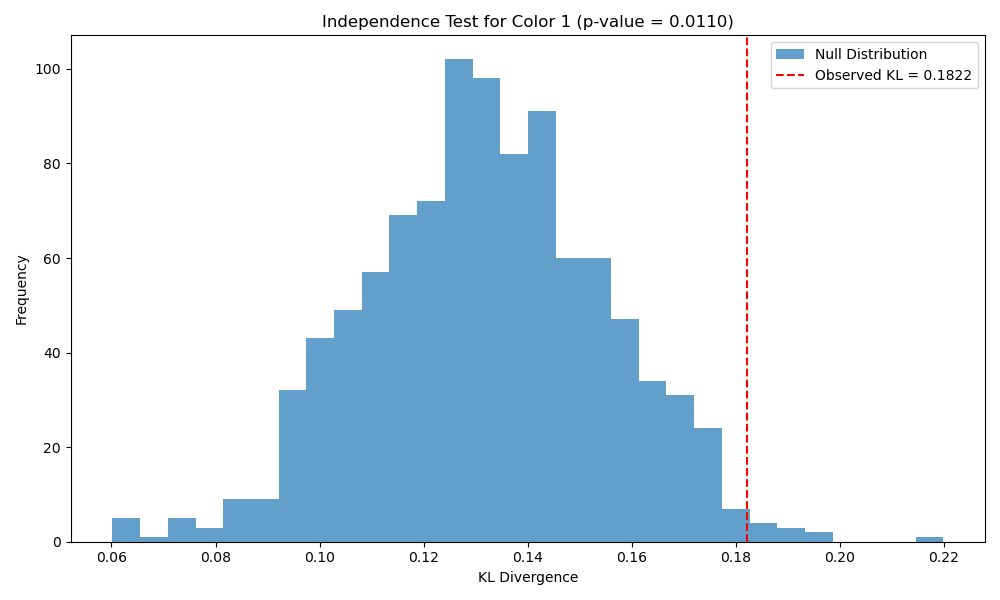 Independence Test for Color 1 (p-value = 0.0110)
Null Distribution
Observed KL = 0.1822
100
80
60
40
20
0
Frequency
0.06 0.08 0.10 0.12 0.14 0.16 0.18 0.20 0.22
KL Divergence